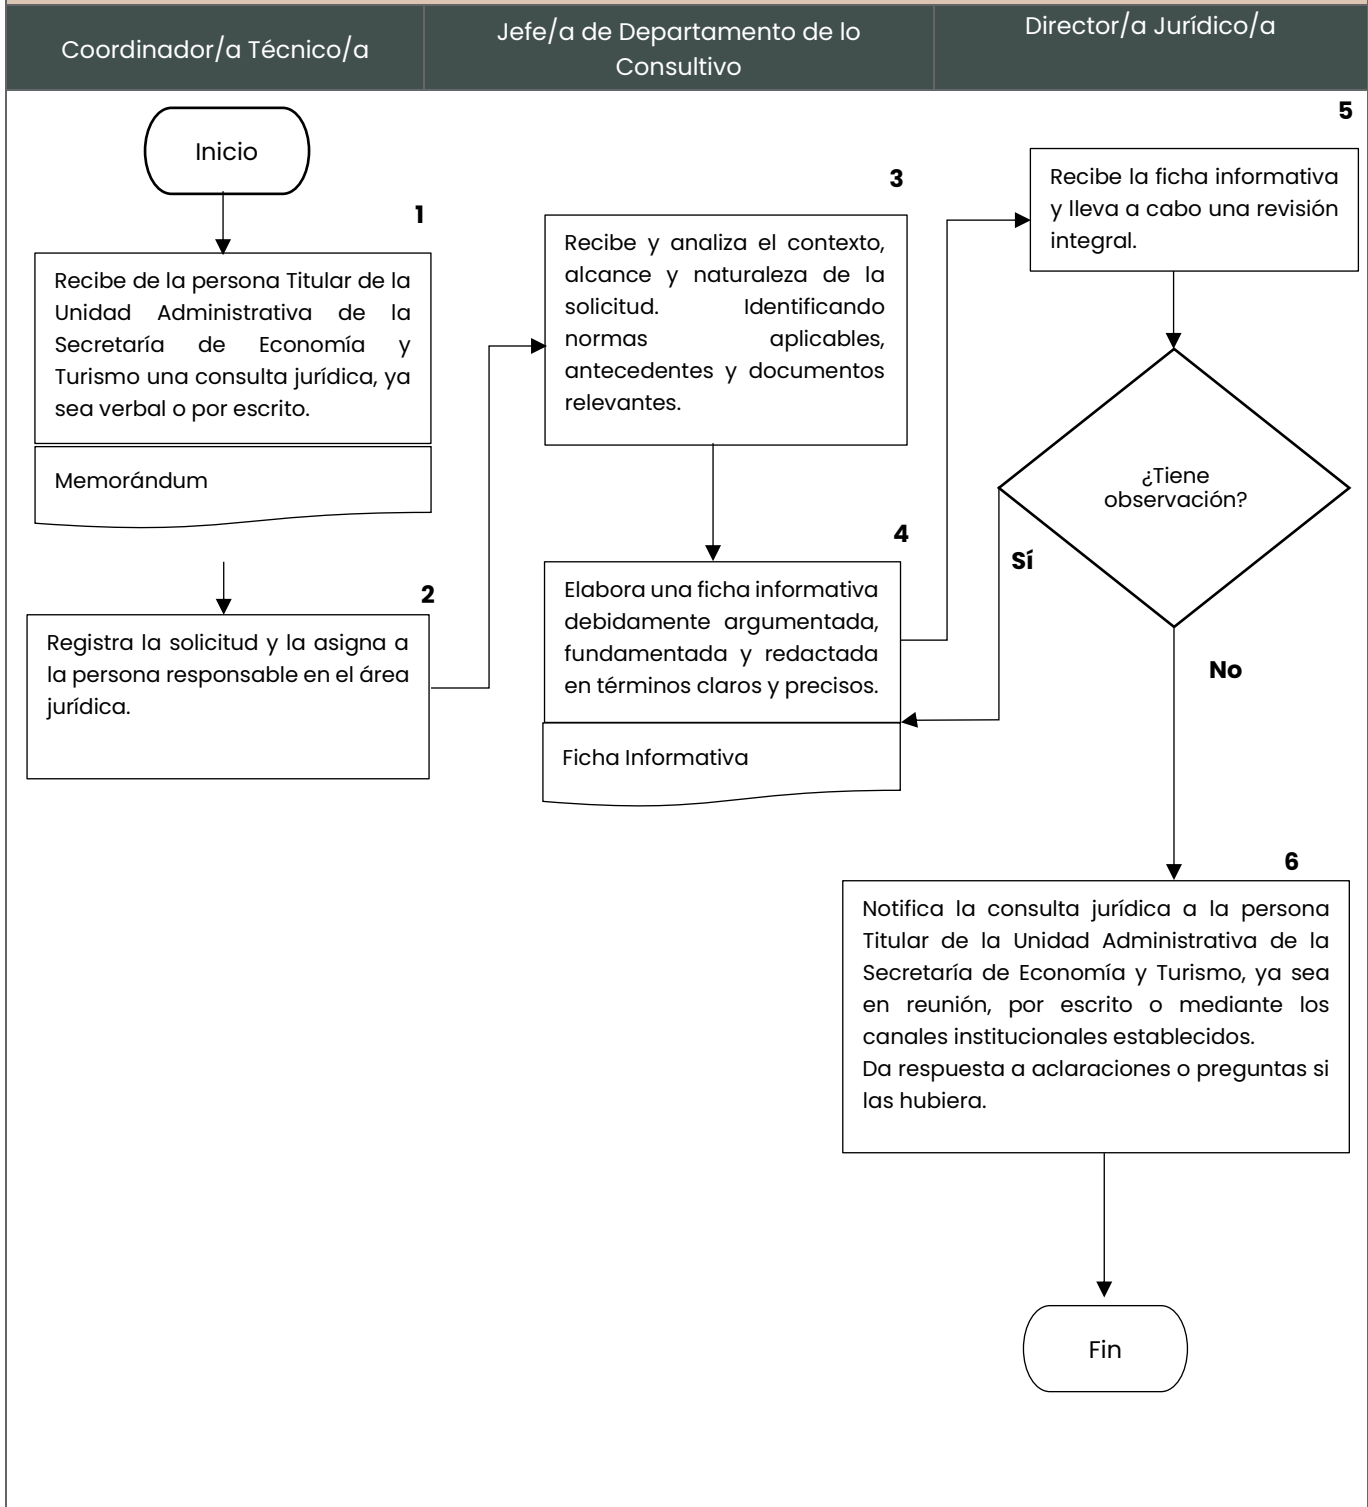 Coordinador/a Técnico/a
Jefe/a de Departamento de lo
Consultivo
Director/a Jurídico/a
Inicio
1
Recibe de la persona Titular de la
Unidad Administrativa de la
Secretaría de Economía y
Turismo una consulta jurídica, ya
sea verbal o por escrito.
Memorándum
2
Registra la solicitud y la asigna a
la persona responsable en el área
jurídica.
3
Recibe y analiza el contexto,
alcance y naturaleza de la
solicitud. Identificando
normas aplicables,
antecedentes y documentos
relevantes.
4
Elabora una ficha informativa
debidamente argumentada,
fundamentada y redactada
en términos claros y precisos.
Ficha Informativa
5
Recibe la ficha informativa
y lleva a cabo una revisión
integral.
¿Tiene
observación?
Sí
No
6
Notifica la consulta jurídica a la persona
Titular de la Unidad Administrativa de la
Secretaría de Economía y Turismo, ya sea
en reunión, por escrito o mediante los
canales institucionales establecidos.
Da respuesta a aclaraciones o preguntas si
las hubiera.
Fin